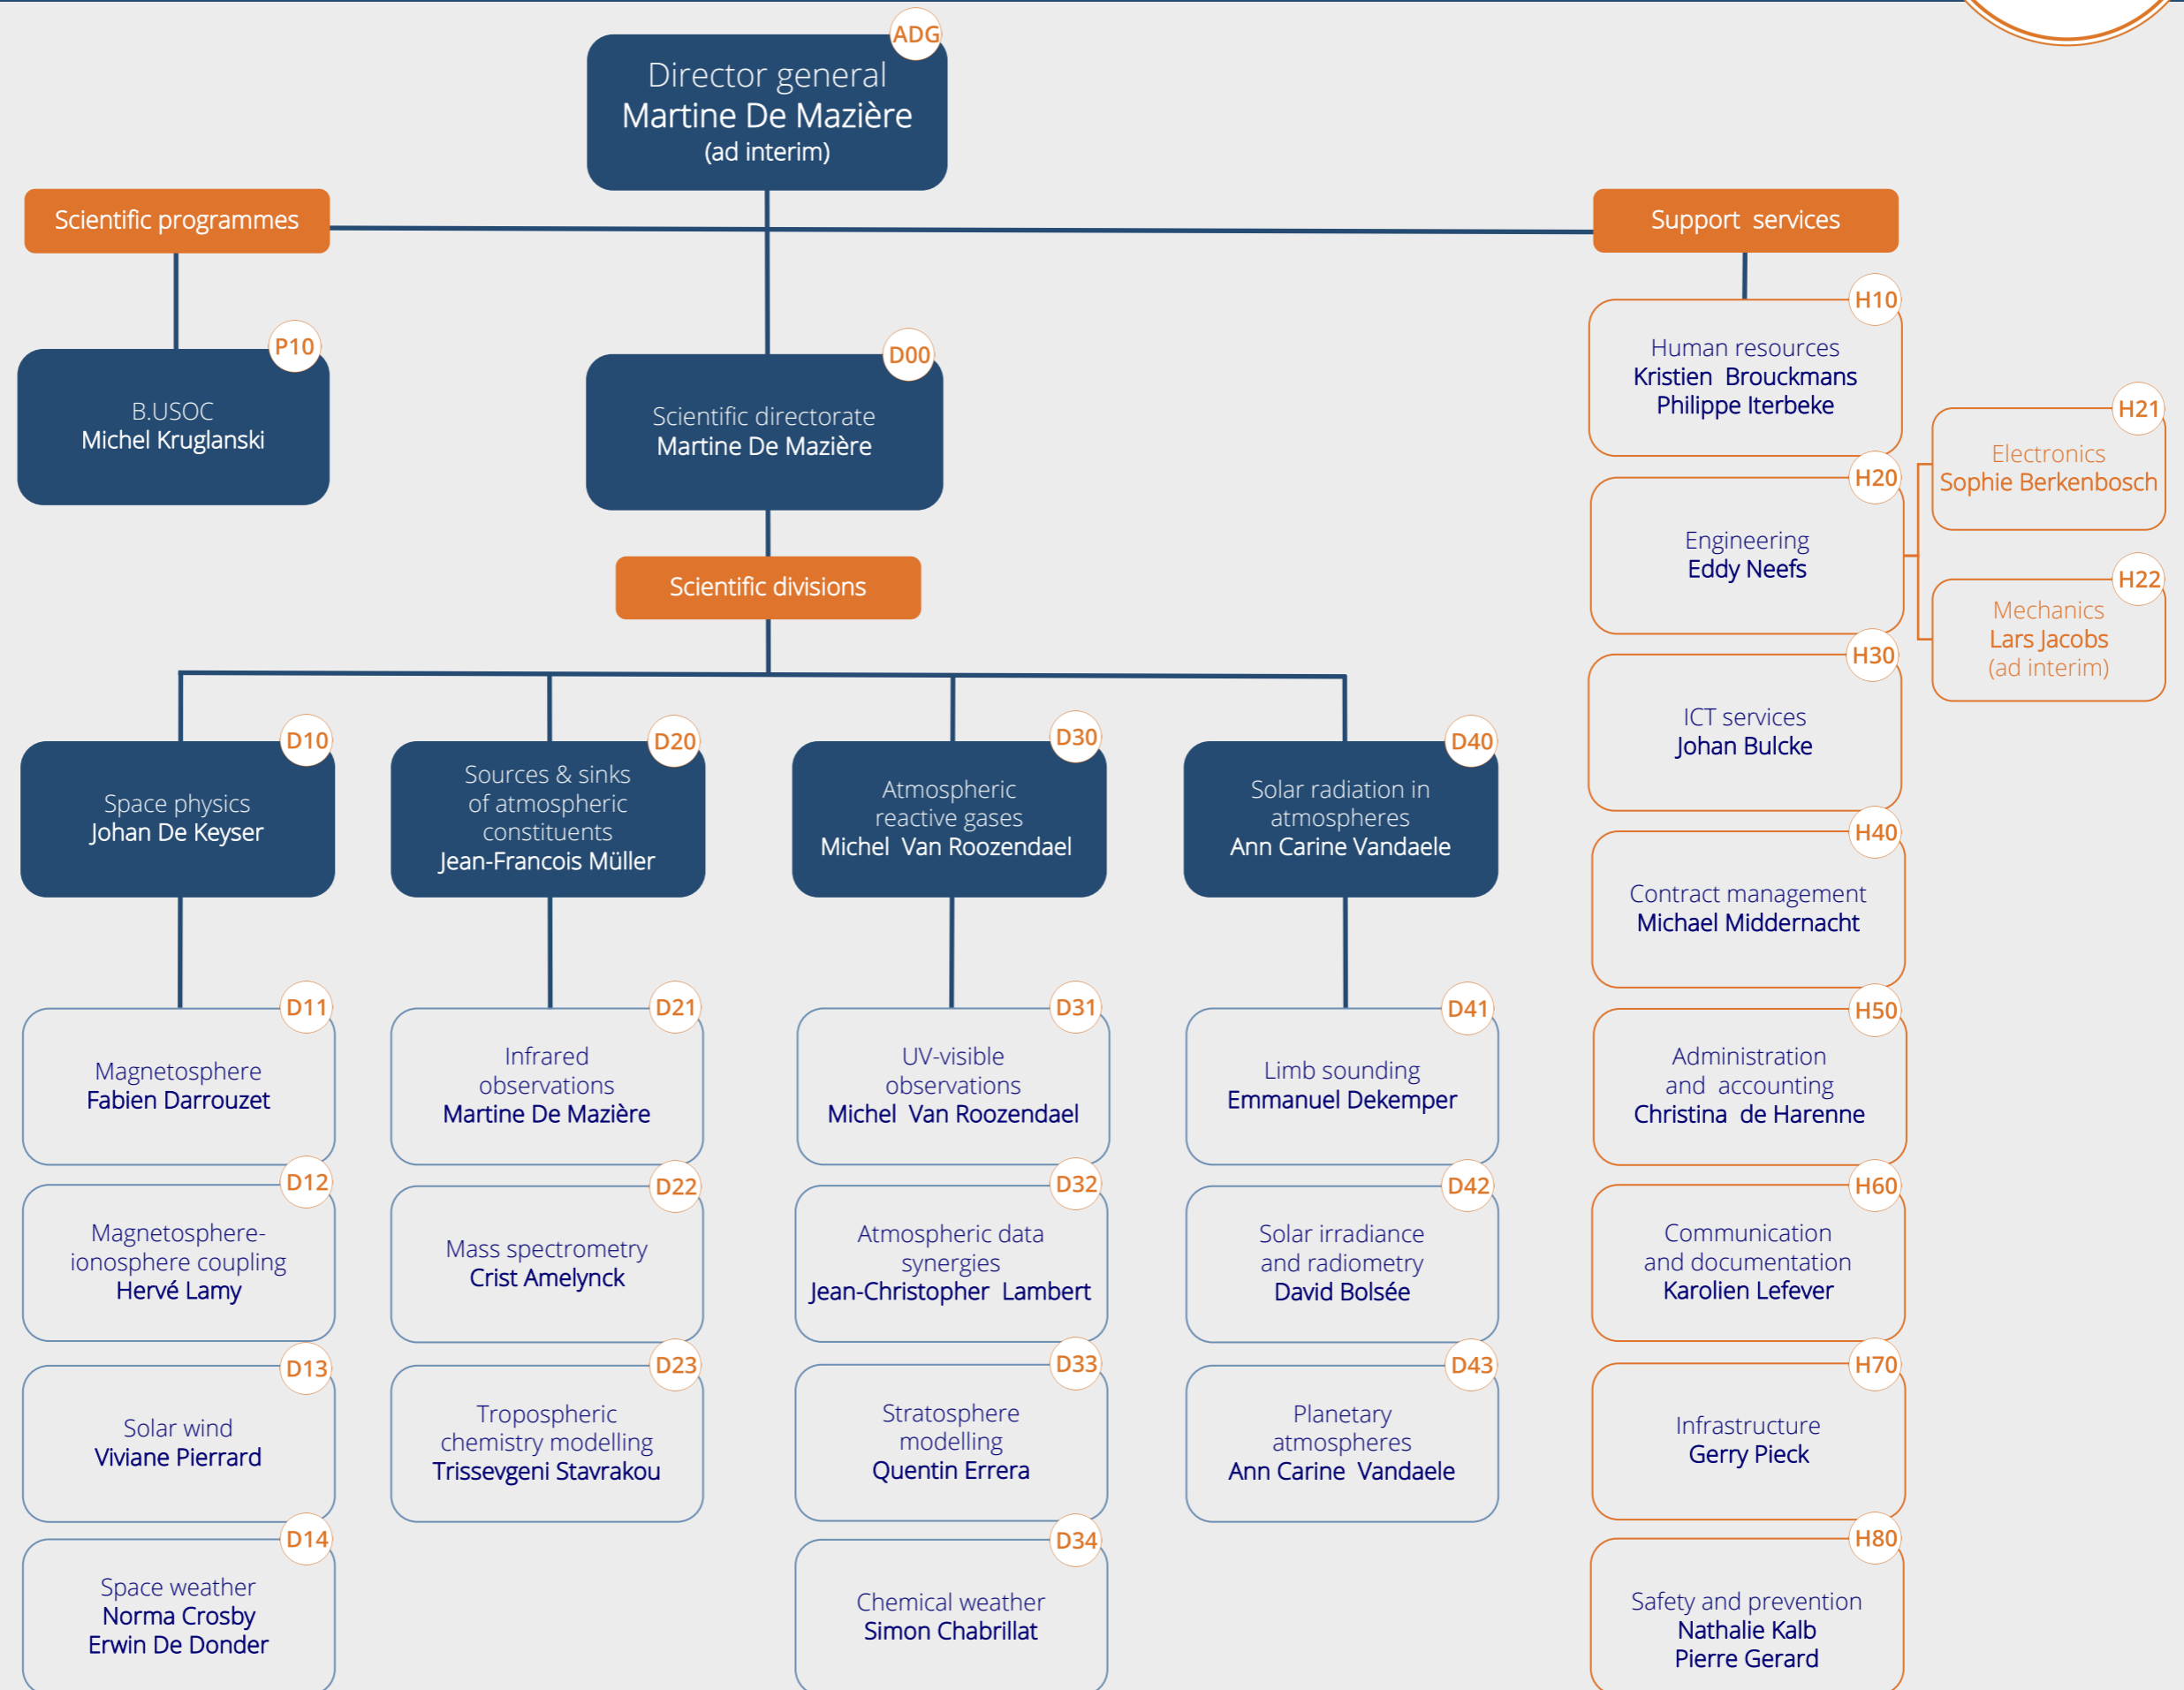 ADG
Director general
Martine De Mazière
(ad interim)
Scientific programmes
Support services
P10
B.USOC
Michel Kruglanski
D00
Scientific directorate
Martine De Mazière
Scientific divisions
D10
Space physics
Johan De Keyser
D11
Magnetosphere
Fabien Darrouzet
D12
Magnetosphere-
ionosphere coupling
Hervé Lamy
D13
Solar wind
Viviane Pierrard
D14
Space weather
Norma Crosby
Erwin De Donder
D20
Sources & sinks
of atmospheric
constituents
Jean-Francois Müller
D21
Infrared
observations
Martine De Mazière
D22
Mass spectrometry
Crist Amelynck
D23
Tropospheric
chemistry modelling
Trissevgeni Stavrakou
D30
Atmospheric
reactive gases
Michel Van Roozendael
D31
UV-visible
observations
Michel Van Roozendael
D32
Atmospheric data
synergies
Jean-Christopher Lambert
D33
Stratosphere
modelling
Quentin Errera
D34
Chemical weather
Simon Chabrillat
D40
Solar radiation in
atmospheres
Ann Carine Vandaele
D41
Limb sounding
Emmanuel Dekemper
D42
Solar irradiance
and radiometry
David Bolsée
D43
Planetary
atmospheres
Ann Carine Vandaele
H10
Human resources
Kristien Brouckmans
Philippe Iterbeke
H20
Engineering
Eddy Neefs
H21
Electronics
Sophie Berkenbosch
H22
Mechanics
Lars Jacobs
(ad interim)
H30
ICT services
Johan Bulcke
H40
Contract management
Michael Middernacht
H50
Administration
and accounting
Christina de Harenne
H60
Communication
and documentation
Karolien Lefever
H70
Infrastructure
Gerry Pieck
H80
Safety and prevention
Nathalie Kalb
Pierre Gerard